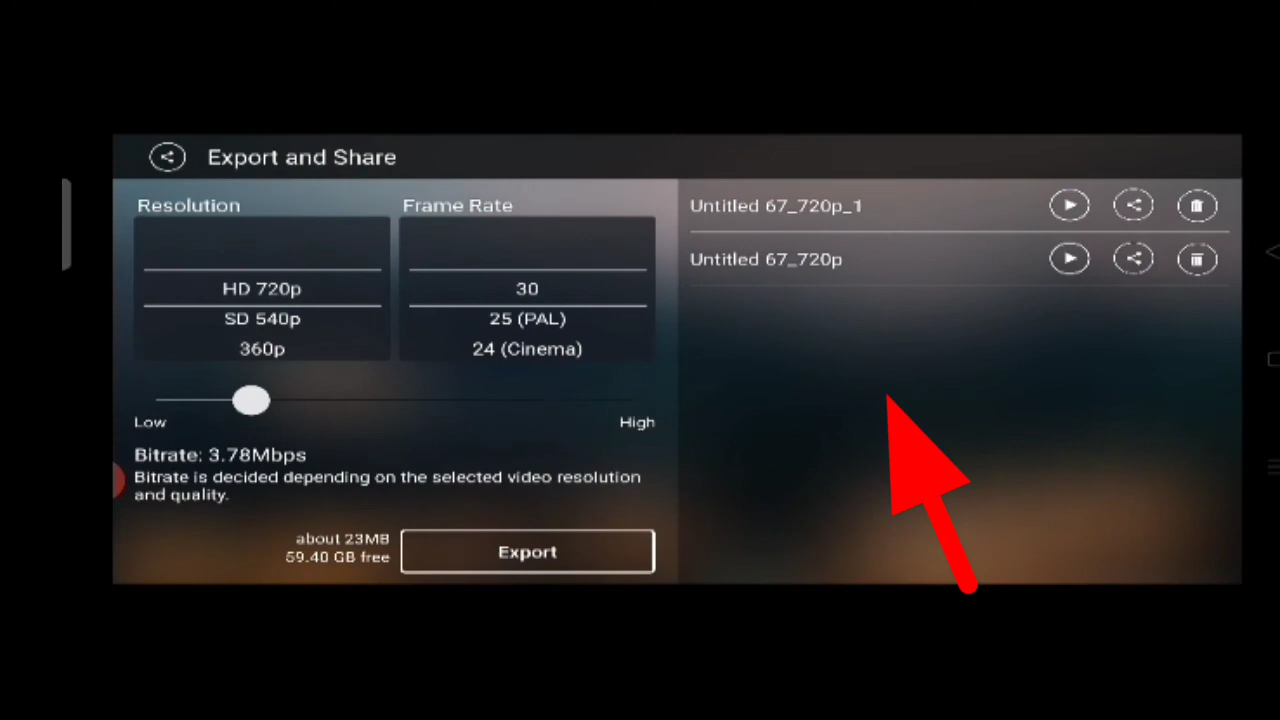 Export and Share
Resolution
Frame Rate
HD 720p
SD 540p
360p
30
25 (PAL)
24 (Cinema)
Low
High
Bitrate: 3.78Mbps
Bitrate is decided depending on the selected video resolution
and quality.
about 23MB
59.40 GB free
Export
Untitled 67_720p_1
Untitled 67_720p